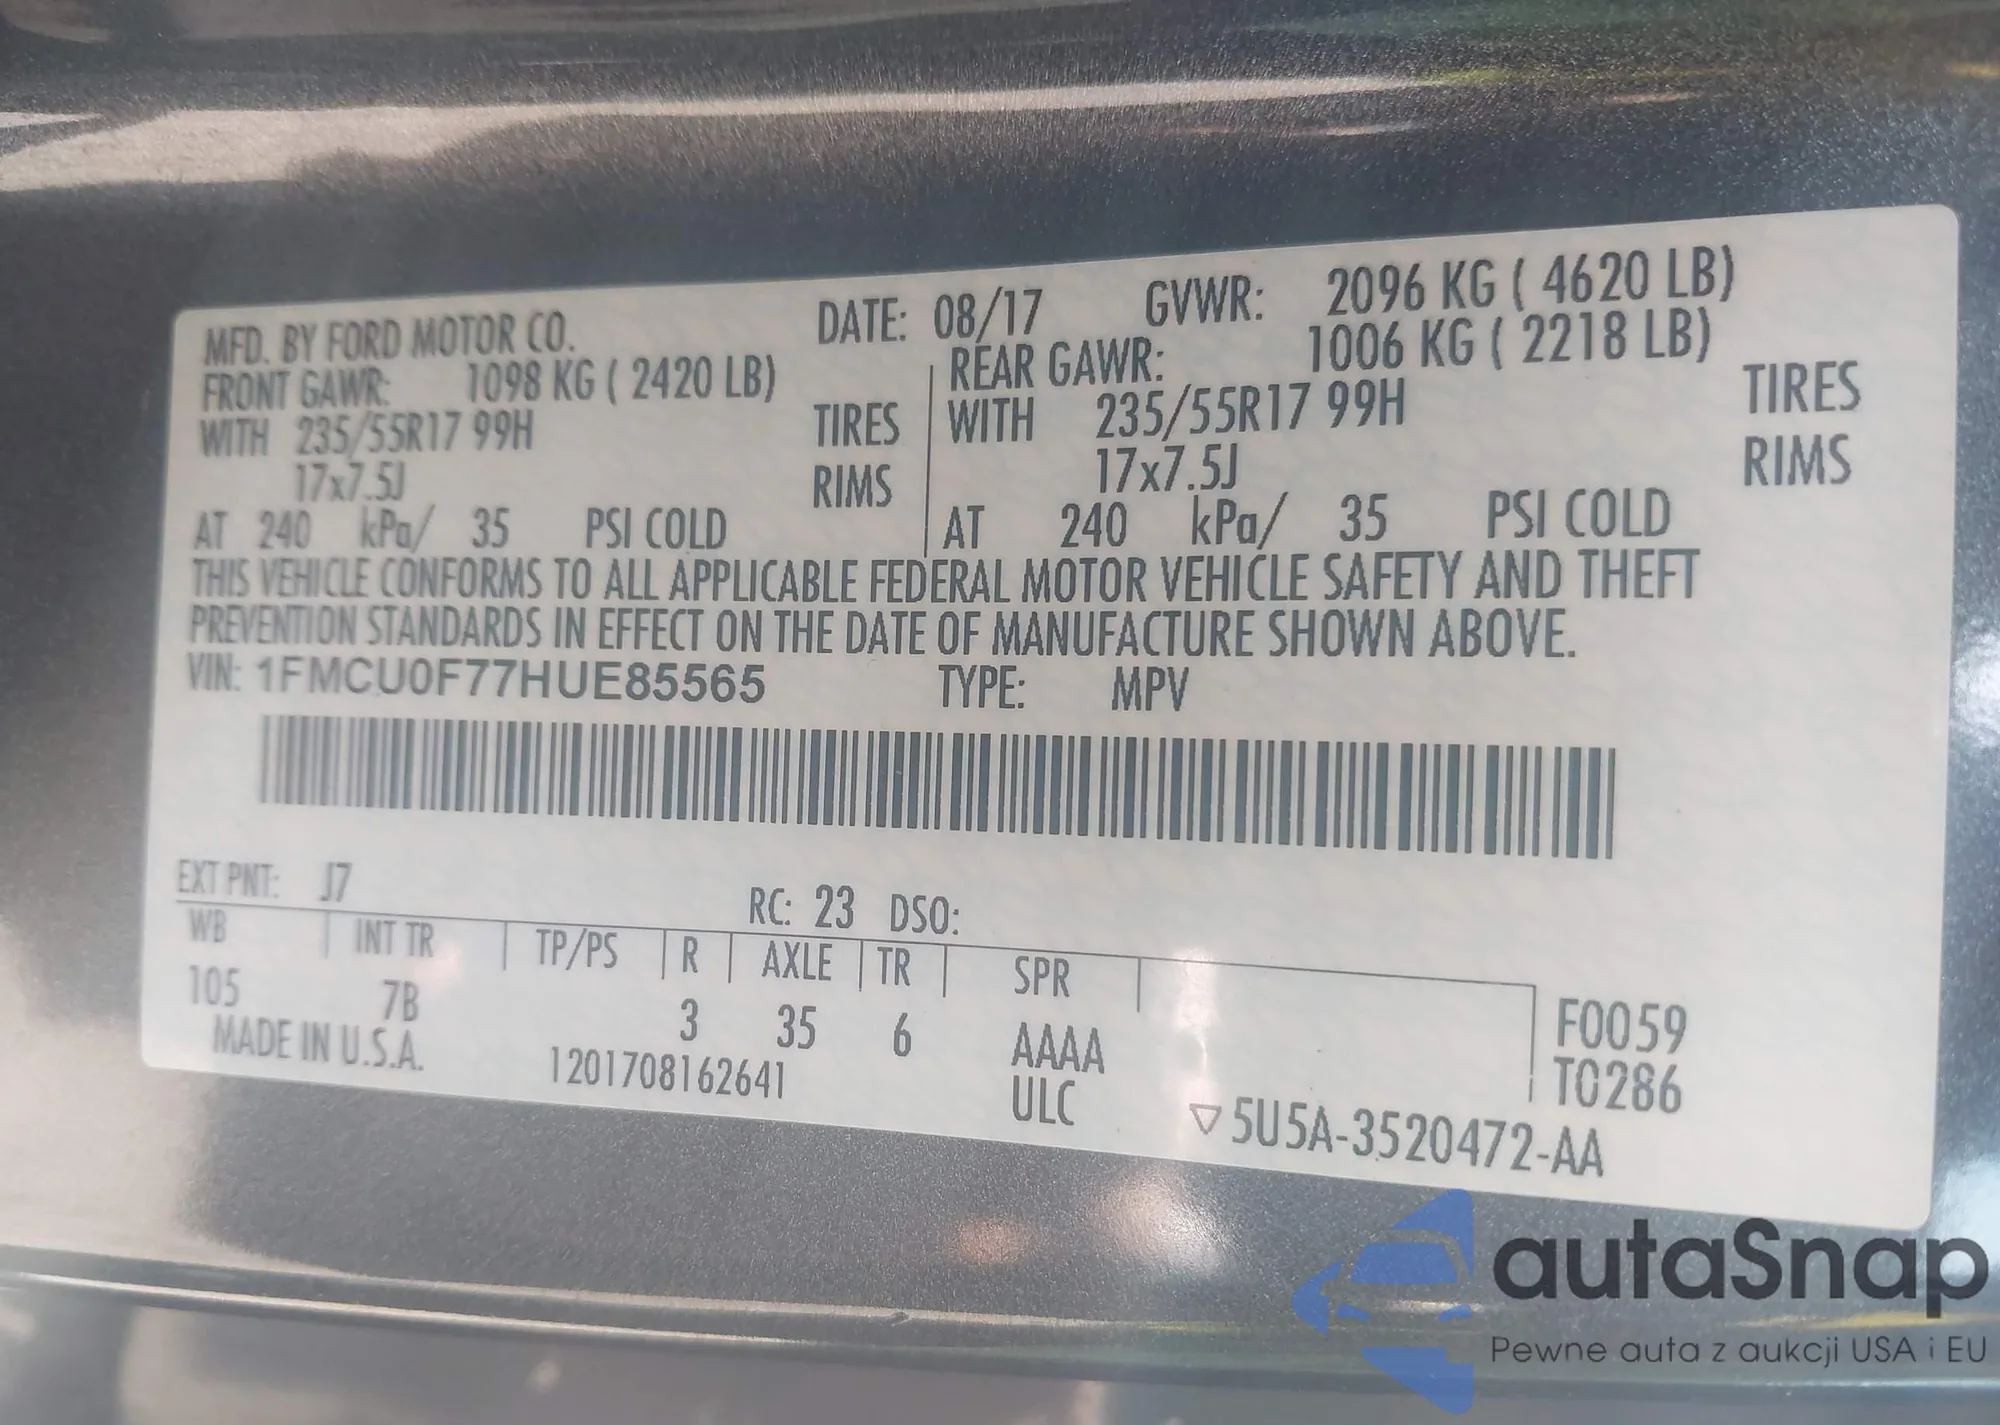 MFD. BY FORD MOTOR CO. DATE: 08/17 GVWR: 2096 KG ( 4620 LB)
FRONT GAWR: 1098 KG ( 2420 LB) REAR GAWR: 1006 KG ( 2218 LB)
WITH 235/55R17 99H TIRES WITH 235/55R17 99H TIRES
17x7.5J RIMS 17x7.5J RIMS
AT 240 kPa/ 35 PSI COLD AT 240 kPa/ 35 PSI COLD
THIS VEHICLE CONFORMS TO ALL APPLICABLE FEDERAL MOTOR VEHICLE SAFETY AND THEFT
PREVENTION STANDARDS IN EFFECT ON THE DATE OF MANUFACTURE SHOWN ABOVE.
VIN: 1FMCU0F77HUE85565 TYPE: MPV
EXT PNT: J7 RC: 23 DSO:
WB INT TR TP/PS R AXLE TR SPR
105 7B 3 35 6 AAAA F0059
MADE IN U.S.A. 1201708162641 ULC T0286
5U5A-3520472-AA
autaSnap
Pewne auta z aukcji USA i EU